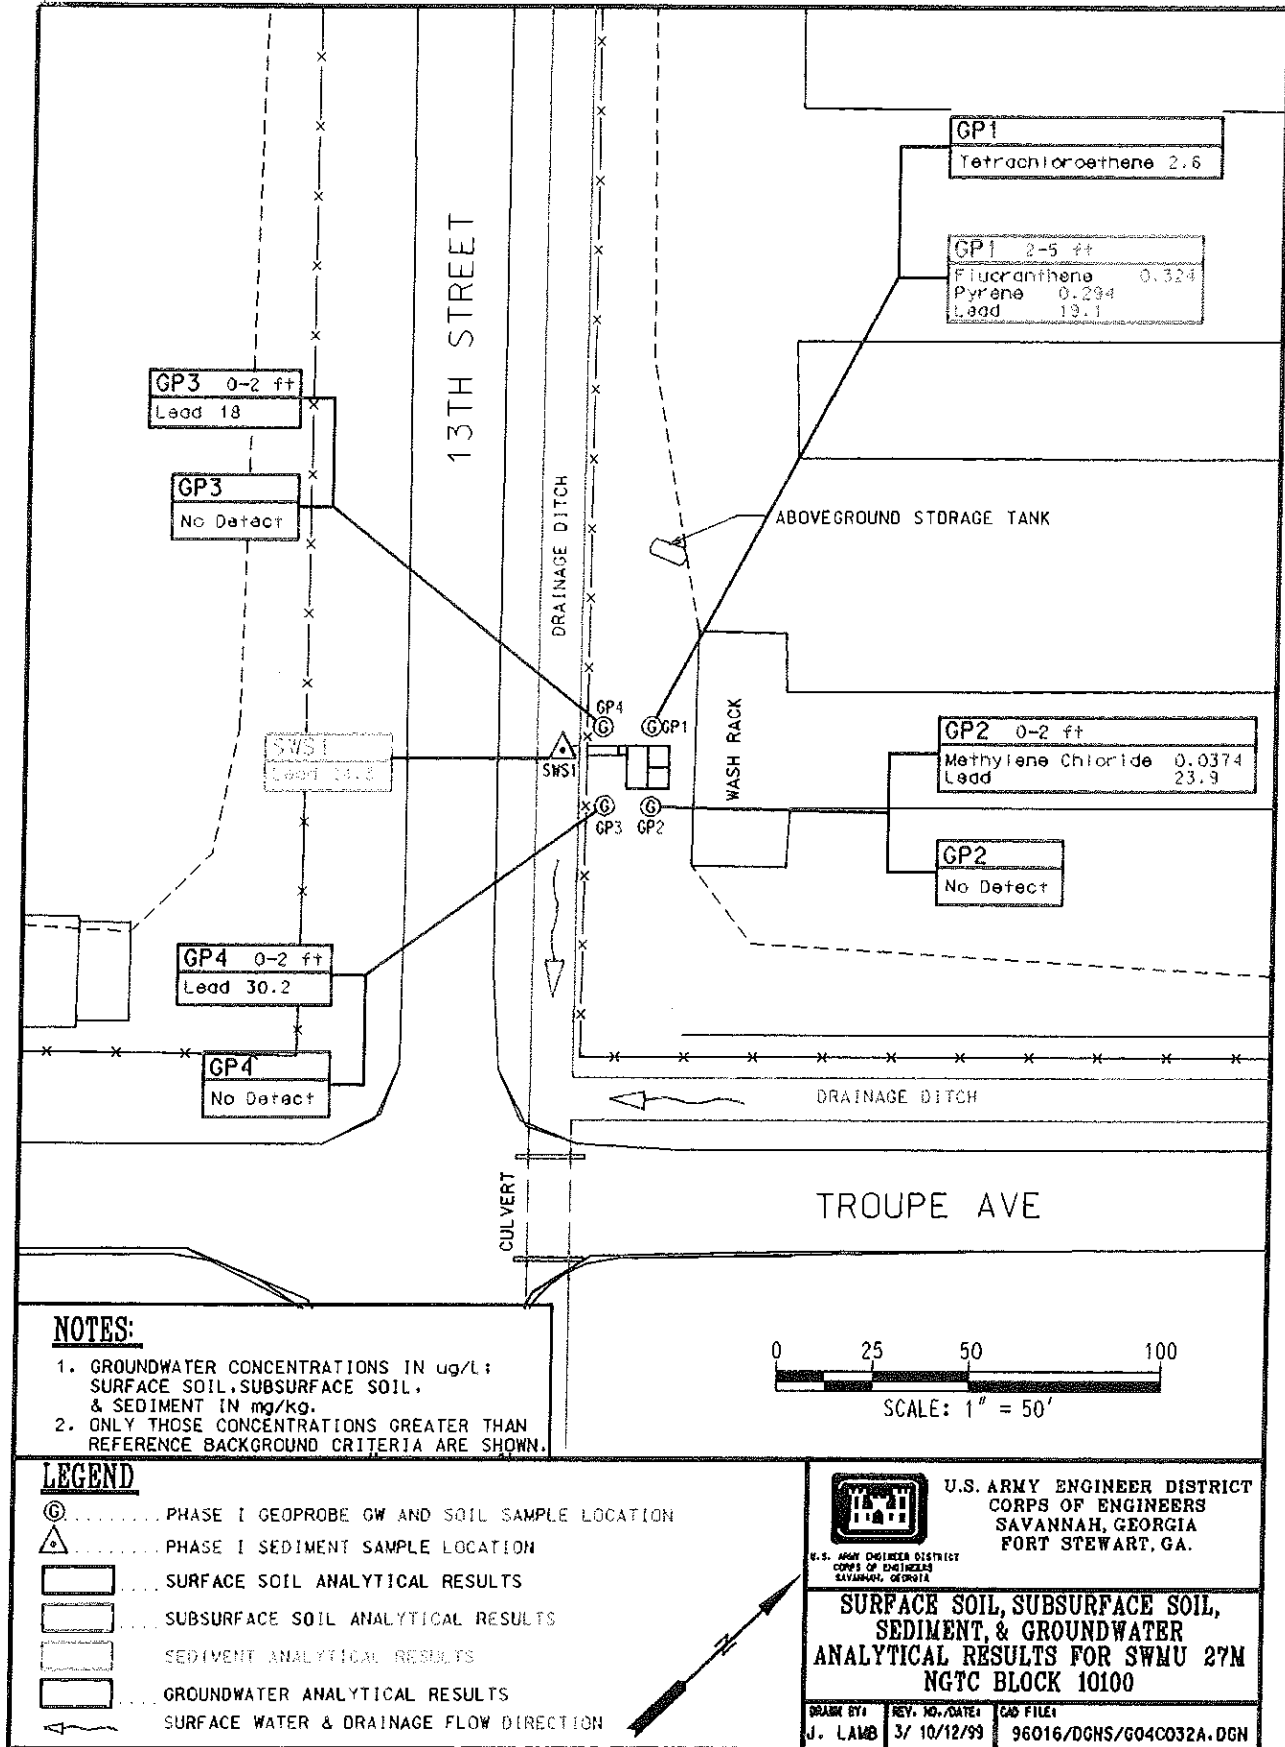 GP1
Tetrachloroethene 2.6
GP1 2-5 ft
Fluoranthene 0.324
Pyrene 0.294
Lead 19.1
13TH STREET
GP3 0-2 ft
Lead 18
GP3
No Detect
DRAINAGE DITCH
ABOVEGROUND STORAGE TANK
GP4
GP1
G
G
SWS1
SWS1
WASH RACK
G
G
GP3
GP2
GP2 0-2 ft
Methylene Chloride 0.0374
Lead 23.9
GP2
No Detect
GP4 0-2 ft
Lead 30.2
GP4
No Detect
DRAINAGE DITCH
CULVERT
TROUPE AVE
NOTES:
1. GROUNDWATER CONCENTRATIONS IN ug/L;
SURFACE SOIL, SUBSURFACE SOIL,
& SEDIMENT IN mg/kg.
2. ONLY THOSE CONCENTRATIONS GREATER THAN
REFERENCE BACKGROUND CRITERIA ARE SHOWN.
0 25 50 100
SCALE: 1" = 50'
LEGEND
G ........ PHASE I GEOPROBE GW AND SOIL SAMPLE LOCATION
........ PHASE I SEDIMENT SAMPLE LOCATION
.... SURFACE SOIL ANALYTICAL RESULTS
.... SUBSURFACE SOIL ANALYTICAL RESULTS
SEDIMENT ANALYTICAL RESULTS
.... GROUNDWATER ANALYTICAL RESULTS
SURFACE WATER & DRAINAGE FLOW DIRECTION
N
U.S. ARMY ENGINEER DISTRICT
CORPS OF ENGINEERS
SAVANNAH, GEORGIA
U.S. ARMY ENGINEER DISTRICT
CORPS OF ENGINEERS
SAVANNAH, GEORGIA
FORT STEWART, GA.
SURFACE SOIL, SUBSURFACE SOIL,
SEDIMENT, & GROUNDWATER
ANALYTICAL RESULTS FOR SWMU 27M
NGTC BLOCK 10100
DRAWN BY:
J. LAMB
REV. NO./DATE:
3/ 10/12/99
CAD FILE:
96016/DGNS/G04C032A.DGN